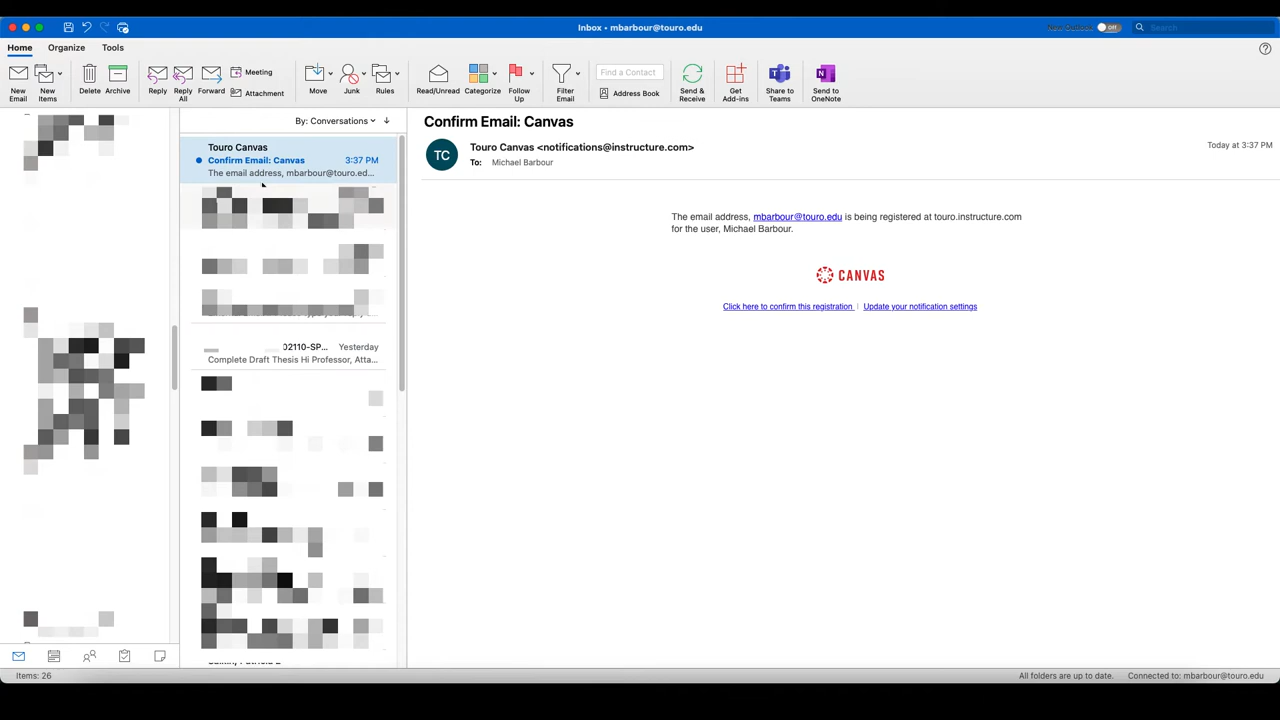 Inbox • mbarbour@touro.edu
New Outlook Off
Search
Home Organize Tools
New Email
New Items
Delete
Archive
Reply
Reply All
Forward
Meeting
Attachment
Move
Junk
Rules
Read/Unread
Categorize
Follow Up
Filter Email
Find a Contact
Address Book
Send & Receive
Get Add-ins
Share to Teams
Send to OneNote
By: Conversations
Touro Canvas
Confirm Email: Canvas 3:37 PM
The email address, mbarbour@touro.ed...
02110-SP... Yesterday
Complete Draft Thesis Hi Professor, Atta...
Confirm Email: Canvas
TC
Touro Canvas <notifications@instructure.com>
To: Michael Barbour
Today at 3:37 PM
The email address, mbarbour@touro.edu is being registered at touro.instructure.com
for the user, Michael Barbour.
CANVAS
Click here to confirm this registration | Update your notification settings
Items: 26
All folders are up to date.
Connected to: mbarbour@touro.edu